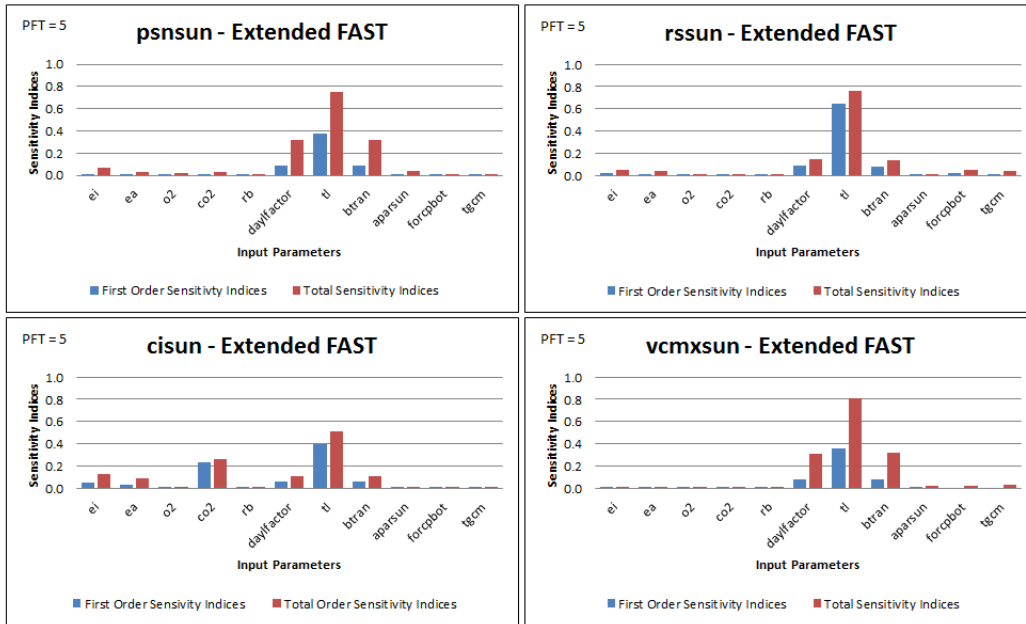 PFT = 5
psnsun - Extended FAST
Sensitivity Indices
1.0
0.8
0.6
0.4
0.2
0.0
ei
ea
o2
co2
rb
daylfactor
tl
btran
aparsun
forcpbot
tgcm
Input Parameters
First Order Sensitivty Indices
Total Sensitivity Indices
PFT = 5
rssun - Extended FAST
Sensitivity Indices
1.0
0.8
0.6
0.4
0.2
0.0
ei
ea
o2
co2
rb
daylfactor
tl
btran
aparsun
forcpbot
tgcm
Input Parameters
First Order Sensitivity Indices
Total Sensitivity Indices
PFT = 5
cisun - Extended FAST
Sensitivity Indices
1.0
0.8
0.6
0.4
0.2
0.0
ei
ea
o2
co2
rb
daylfactor
tl
btran
aparsun
forcpbot
tgcm
Input Parameters
First Order Sensivity Indices
Total Order Sensitivity Indices
PFT = 5
vcmxsun - Extended FAST
Sensitivity Indices
1.0
0.8
0.6
0.4
0.2
0.0
ei
ea
o2
co2
rb
daylfactor
tl
btran
aparsun
forcpbot
tgcm
Input Parameters
First Order Sensitivity Indices
Total Sensitivity Indices